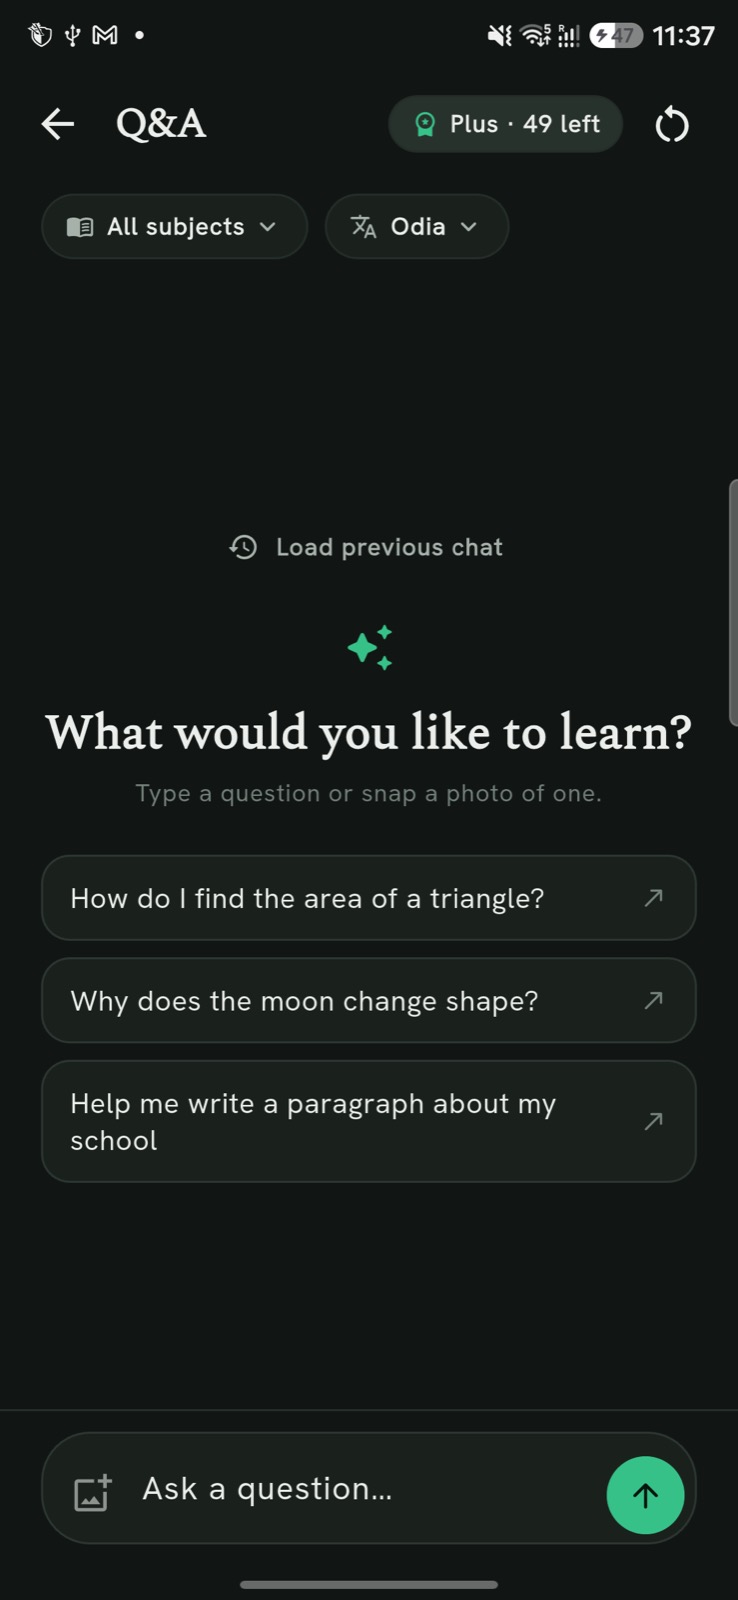 47 11:37
Q&A
Plus · 49 left
All subjects
Odia
Load previous chat
What would you like to learn?
Type a question or snap a photo of one.
How do I find the area of a triangle?
Why does the moon change shape?
Help me write a paragraph about my
school
Ask a question...